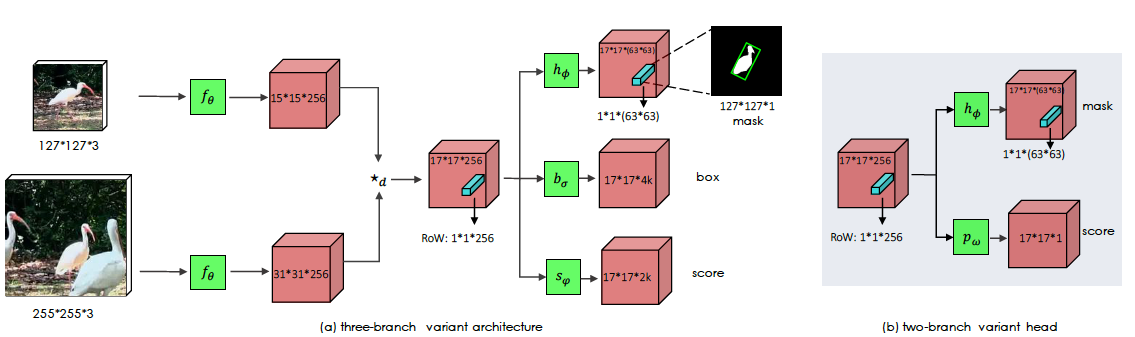 127*127*3
f_θ
15*15*256
255*255*3
f_θ
31*31*256
⋆_d
17*17*256
RoW: 1*1*256
h_ϕ
17*17*(63*63)
1*1*(63*63)
127*127*1
mask
b_σ
17*17*4k
box
s_φ
17*17*2k
score
(a) three-branch variant architecture
17*17*256
RoW: 1*1*256
h_ϕ
17*17*(63*63)
1*1*(63*63)
mask
p_ω
17*17*1
score
(b) two-branch variant head